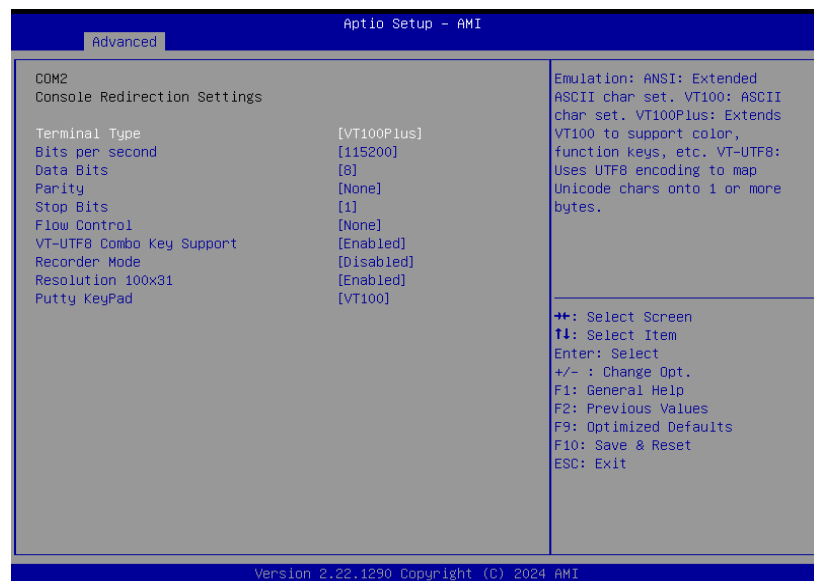 Aptio Setup - AMI
Advanced
COM2
Console Redirection Settings
Terminal Type [VT100Plus]
Bits per second [115200]
Data Bits [8]
Parity [None]
Stop Bits [1]
Flow Control [None]
VT-UTF8 Combo Key Support [Enabled]
Recorder Mode [Disabled]
Resolution 100x31 [Enabled]
Putty KeyPad [VT100]
Emulation: ANSI: Extended
ASCII char set. VT100: ASCII
char set. VT100Plus: Extends
VT100 to support color,
function keys, etc. VT-UTF8:
Uses UTF8 encoding to map
Unicode chars onto 1 or more
bytes.
→←: Select Screen
↑↓: Select Item
Enter: Select
+/- : Change Opt.
F1: General Help
F2: Previous Values
F9: Optimized Defaults
F10: Save & Reset
ESC: Exit
Version 2.22.1290 Copyright (C) 2024 AMI